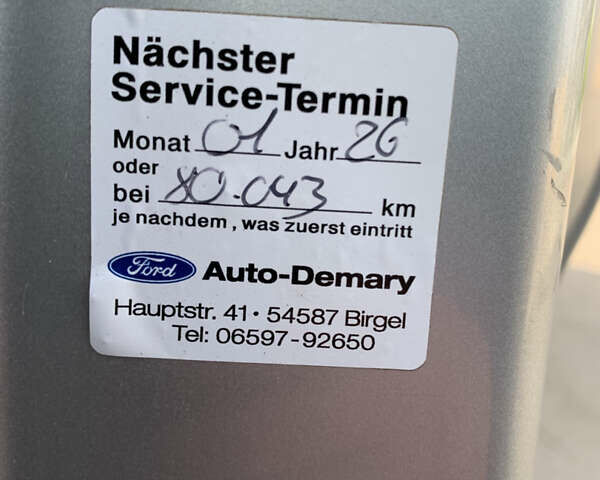 Nächster
Service-Termin
Monat 01 Jahr 26
oder
bei 80.043 km
je nachdem, was zuerst eintritt
Ford Auto-Demary
Hauptstr. 41 · 54587 Birgel
Tel: 06597-92650